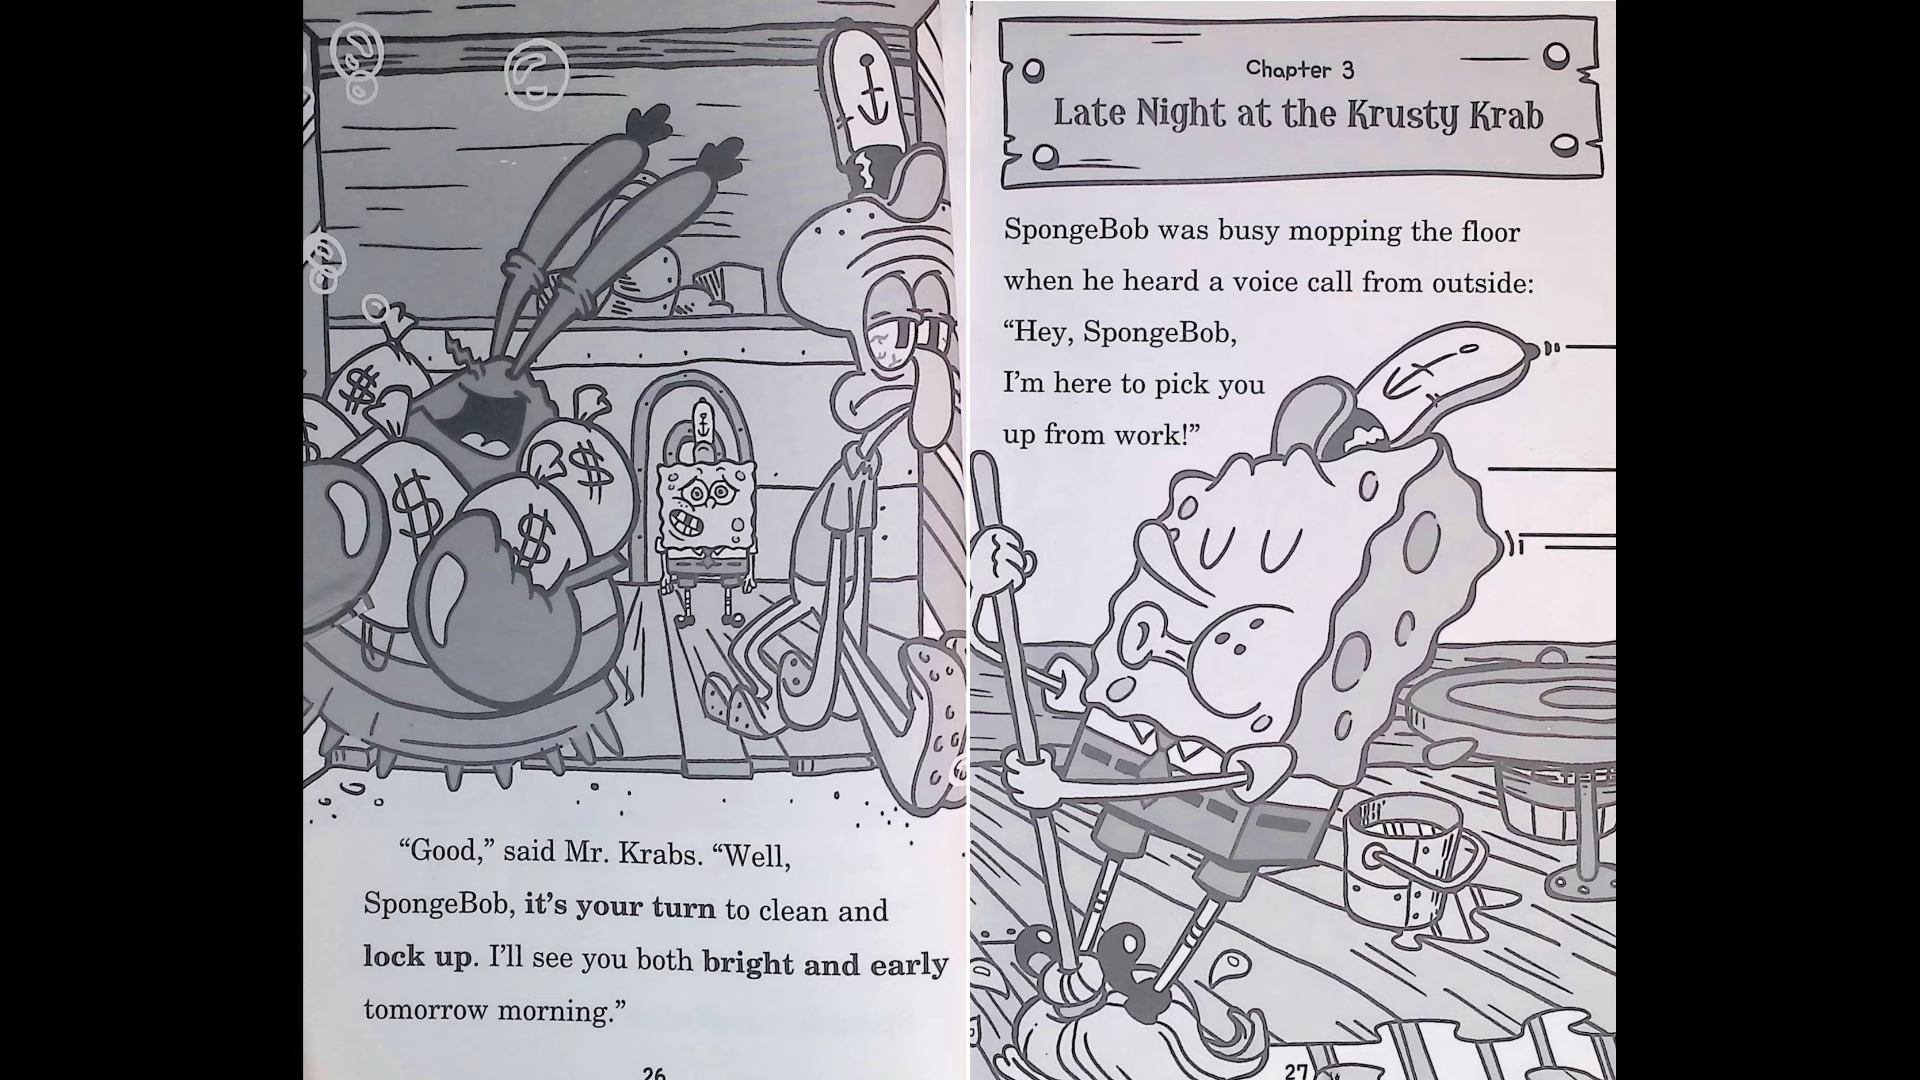 $
$
$
$
$
“Good,” said Mr. Krabs. “Well,
SpongeBob, it’s your turn to clean and
lock up. I’ll see you both bright and early
tomorrow morning.”
26
Chapter 3
Late Night at the Krusty Krab
SpongeBob was busy mopping the floor
when he heard a voice call from outside:
“Hey, SpongeBob,
I’m here to pick you
up from work!”
27